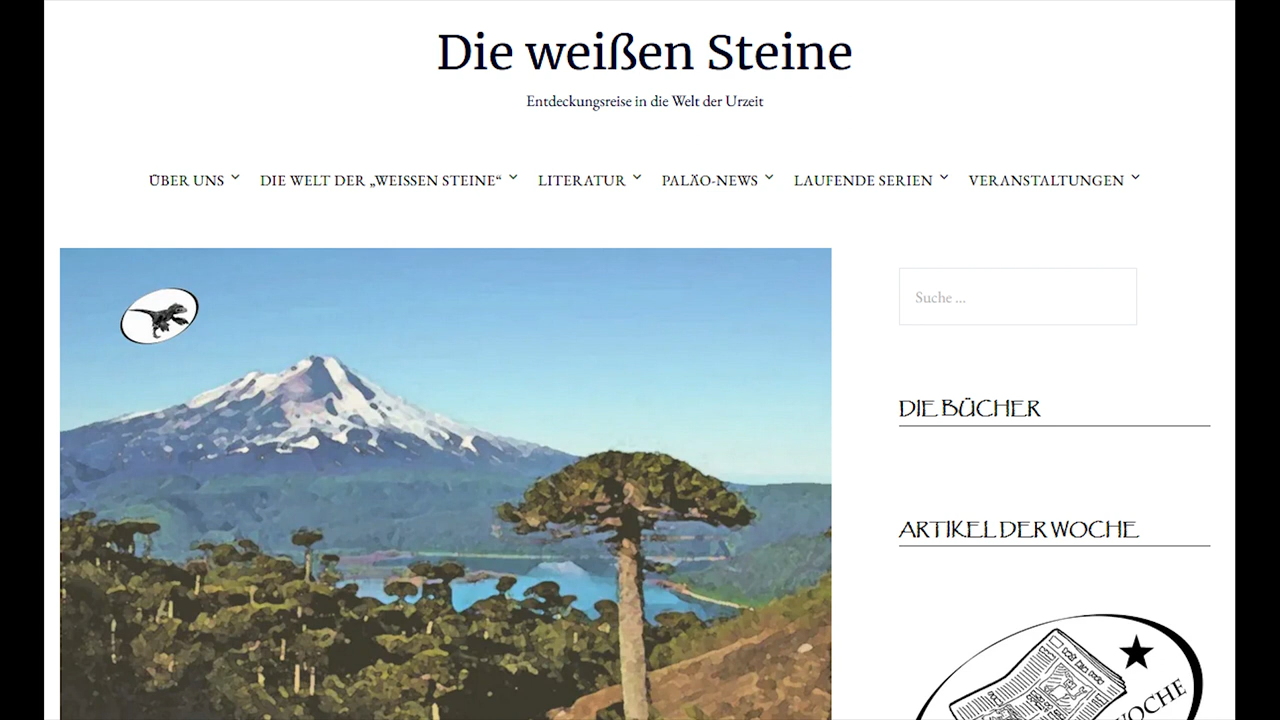 Die weißen Steine
Entdeckungsreise in die Welt der Urzeit
ÜBER UNS DIE WELT DER „WEISSEN STEINE“ LITERATUR PALÄO-NEWS LAUFENDE SERIEN VERANSTALTUNGEN
Suche ...
DIE BÜCHER
ARTIKEL DER WOCHE